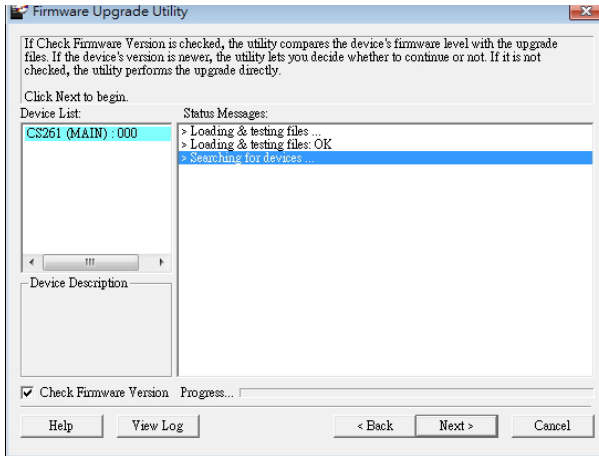 Firmware Upgrade Utility
If Check Firmware Version is checked, the utility compares the device's firmware level with the upgrade
files. If the device's version is newer, the utility lets you decide whether to continue or not. If it is not
checked, the utility performs the upgrade directly.
Click Next to begin.
Device List:
Status Messages:
CS261 (MAIN) : 000
> Loading & testing files ...
> Loading & testing files: OK
> Searching for devices ...
Device Description
Check Firmware Version
Progress...
Help
View Log
< Back
Next >
Cancel